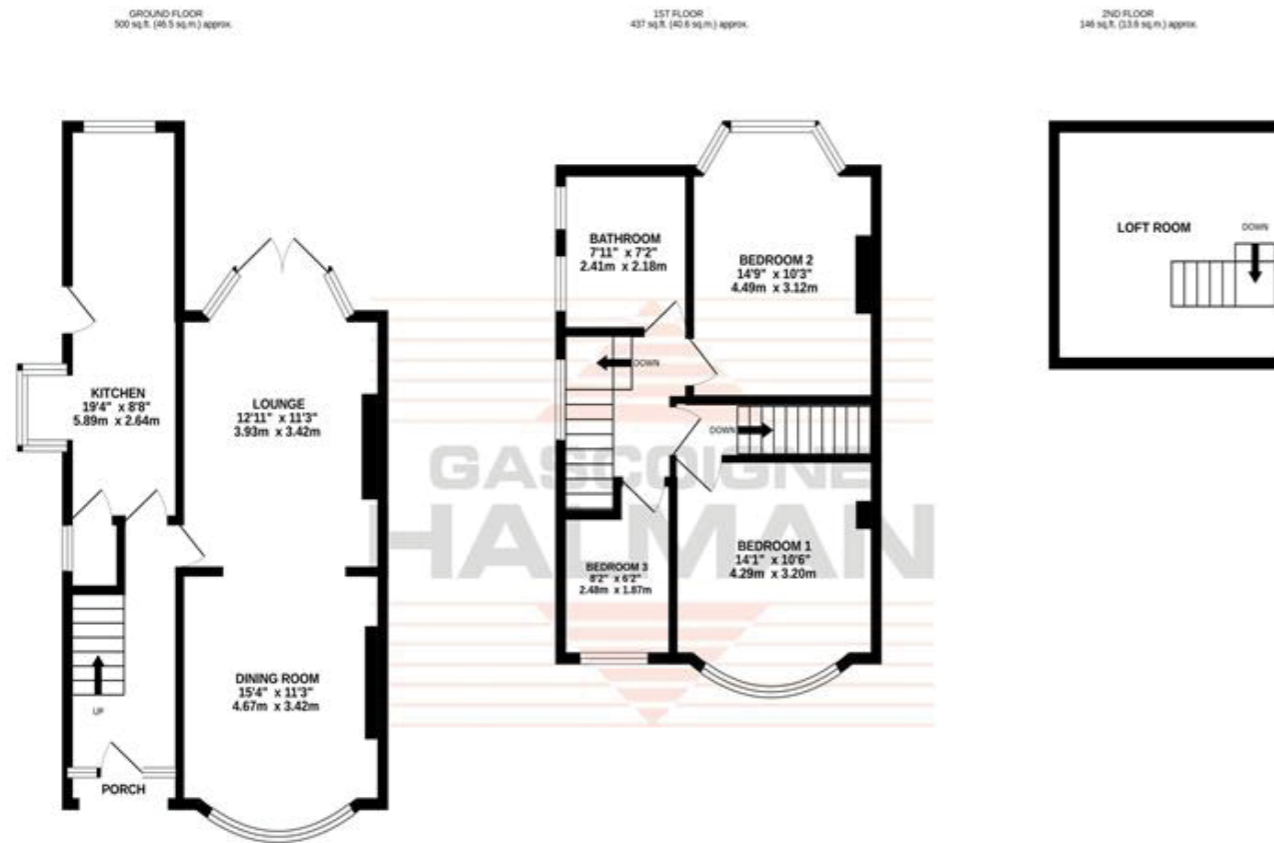 GROUND FLOOR
500 sq.ft. (46.5 sq.m.) approx.
1ST FLOOR
437 sq.ft. (40.6 sq.m.) approx.
2ND FLOOR
146 sq.ft. (13.6 sq.m.) approx.
KITCHEN
19'4" x 8'8"
5.89m x 2.64m
LOUNGE
12'11" x 11'3"
3.93m x 3.42m
DINING ROOM
15'4" x 11'3"
4.67m x 3.42m
UP
PORCH
BATHROOM
7'11" x 7'2"
2.41m x 2.18m
BEDROOM 2
14'9" x 10'3"
4.49m x 3.12m
DOWN
DOWN
BEDROOM 1
14'1" x 10'6"
4.29m x 3.20m
BEDROOM 3
8'2" x 6'2"
2.48m x 1.87m
LOFT ROOM
DOWN
GASCOIGNE
HALMAN